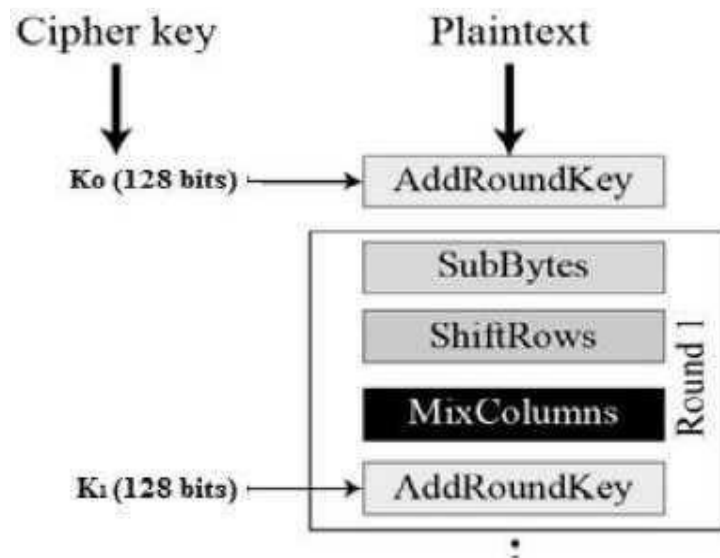 Cipher key
Plaintext
K₀ (128 bits)
AddRoundKey
SubBytes
ShiftRows
MixColumns
Round 1
K₁ (128 bits)
AddRoundKey